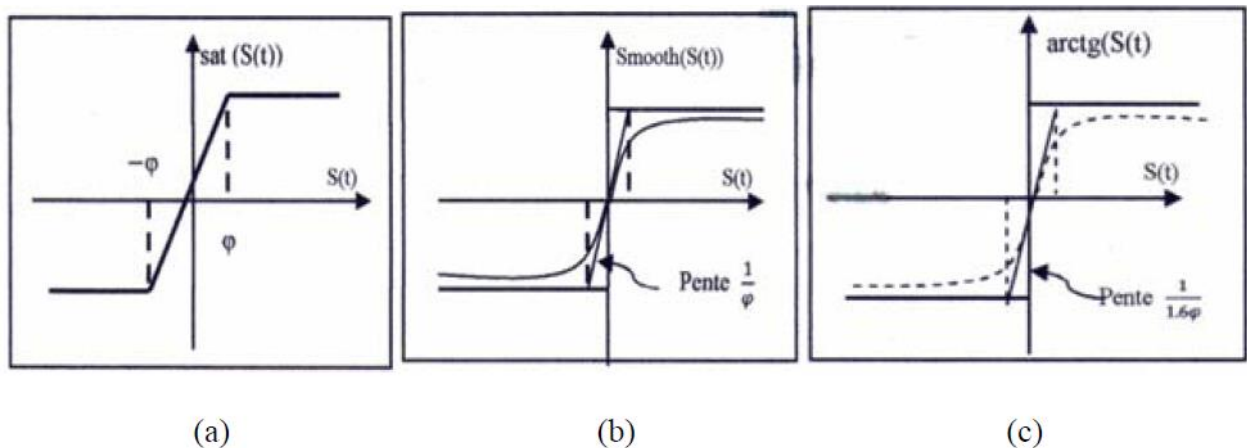 sat (S(t))
−φ
S(t)
φ
(a)
Smooth(S(t))
S(t)
Pente 1/φ
(b)
arctg(S(t)
S(t)
Pente 1/1.6φ
(c)